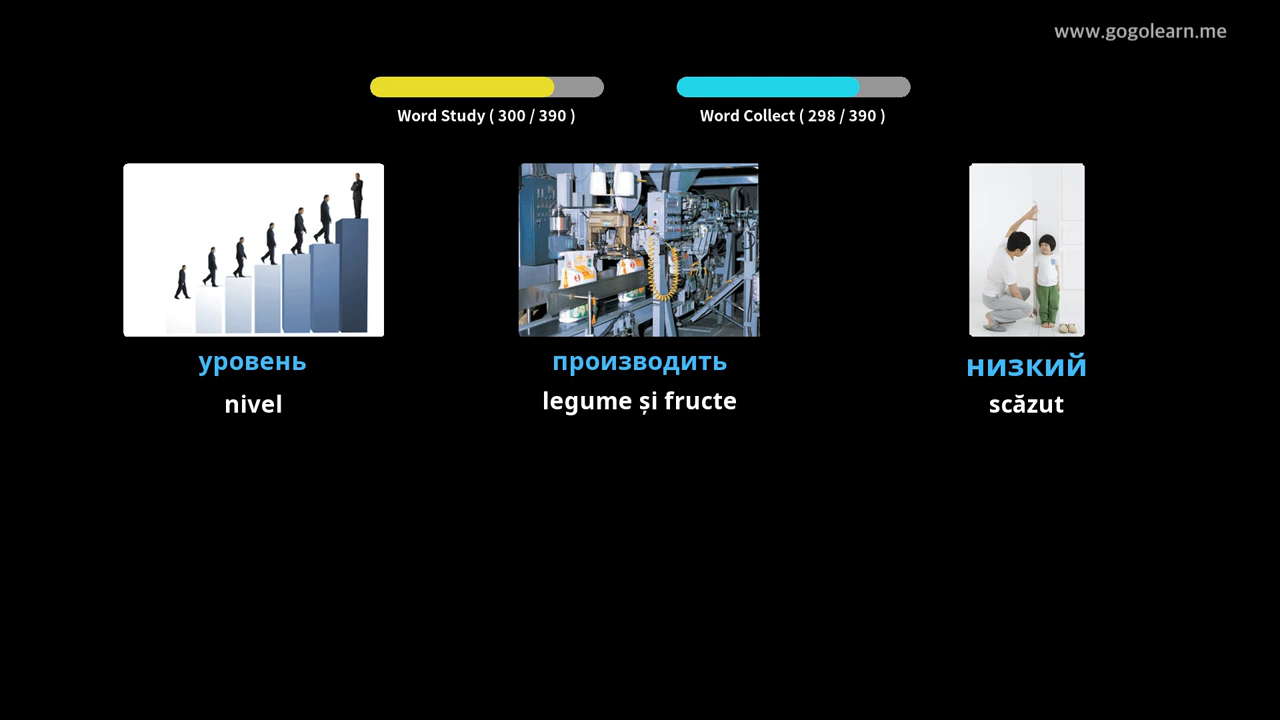 www.gogolearn.me
Word Study ( 300 / 390 )
Word Collect ( 298 / 390 )
уровень
производить
низкий
nivel
legume și fructe
scăzut